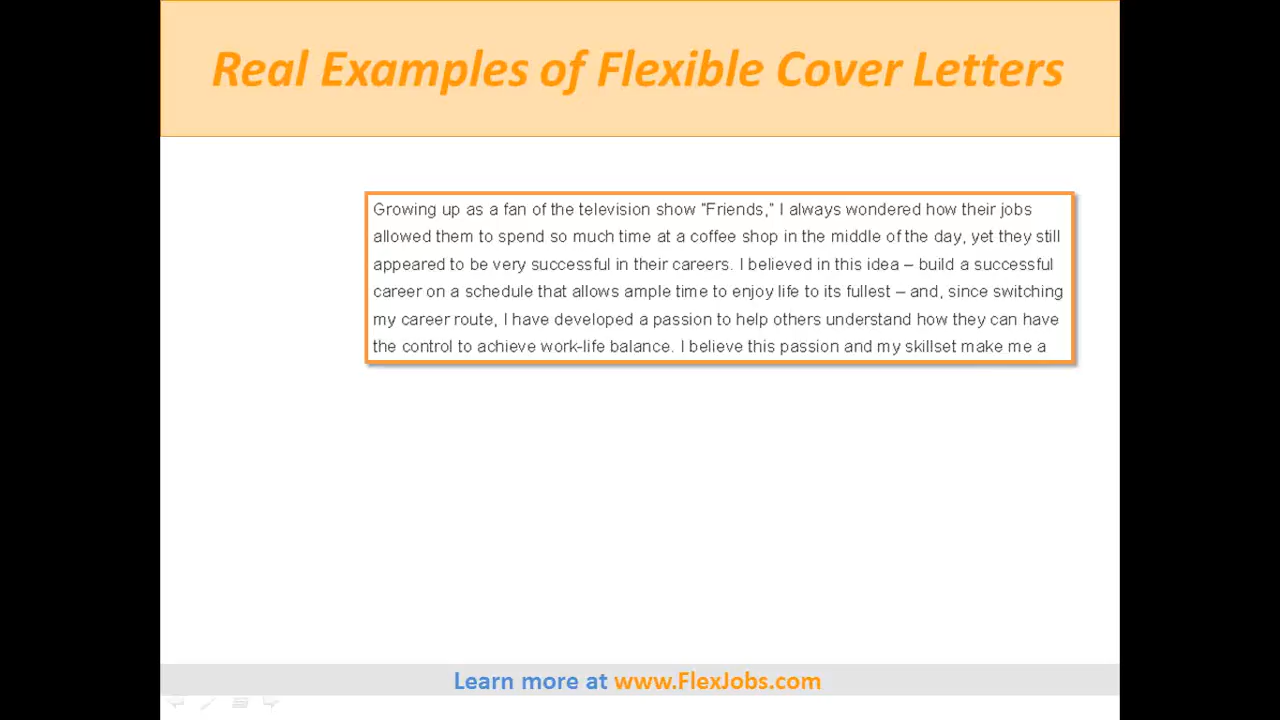 Real Examples of Flexible Cover Letters
Growing up as a fan of the television show “Friends,” I always wondered how their jobs
allowed them to spend so much time at a coffee shop in the middle of the day, yet they still
appeared to be very successful in their careers. I believed in this idea – build a successful
career on a schedule that allows ample time to enjoy life to its fullest – and, since switching
my career route, I have developed a passion to help others understand how they can have
the control to achieve work-life balance. I believe this passion and my skillset make me a
Learn more at www.FlexJobs.com